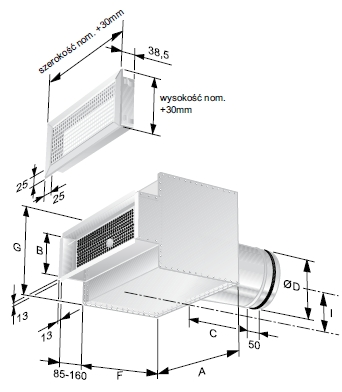 szerokość nom. +30mm
38,5
wysokość nom.
+30mm
25
25
G
B
ØD
I
13
13
C
50
85-160
F
A